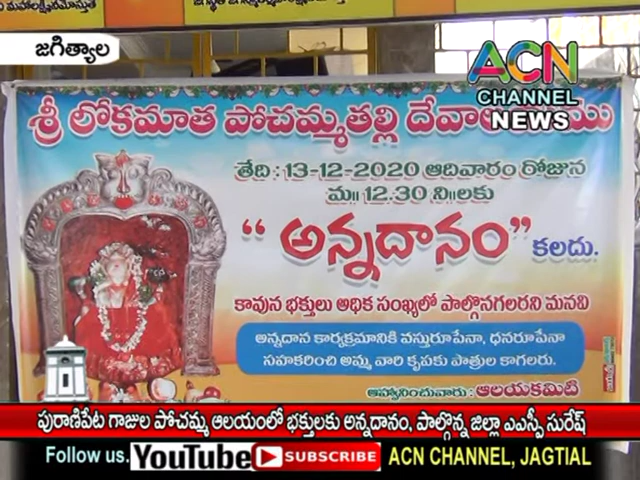 జగిత్యాల
ACN
CHANNEL
NEWS
శ్రీ లోకమాత పోచమ్మతల్లి
తేది : 13-12-2020 ఆదివారం రోజున
మ॥ 12.30 ని॥లకు
“ అన్నదానం” కలదు.
కావున భక్తులు అధిక సంఖ్యలో పాల్గొనగలరని మనవి
అన్నదాన కార్యక్రమానికి వస్తురూపేనా, ధనరూపేనా
సహకరించి అమ్మ వారి కృపకు పాత్రుల కాగలరు.
ఆహ్వానించువారు : ఆలయకమిటి
పురాణిపేట గాజుల పోచమ్మ ఆలయంలో భక్తులకు అన్నదానం, పాల్గొన్న జిల్లా ఎఎస్పీ సురేష్
Follow us. YouTube SUBSCRIBE ACN CHANNEL, JAGTIAL